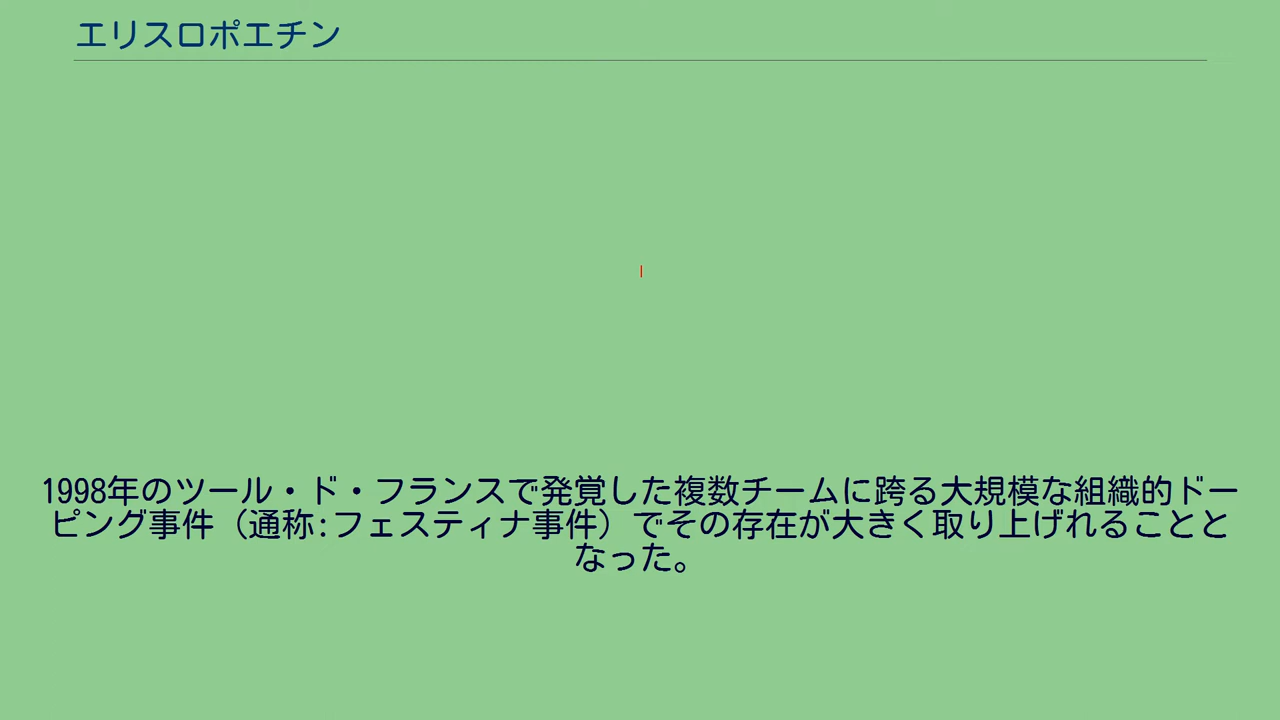 エリスロポエチン
1998年のツール・ド・フランスで発覚した複数チームに跨る大規模な組織的ドー
ピング事件（通称:フェスティナ事件）でその存在が大きく取り上げれることと
なった。